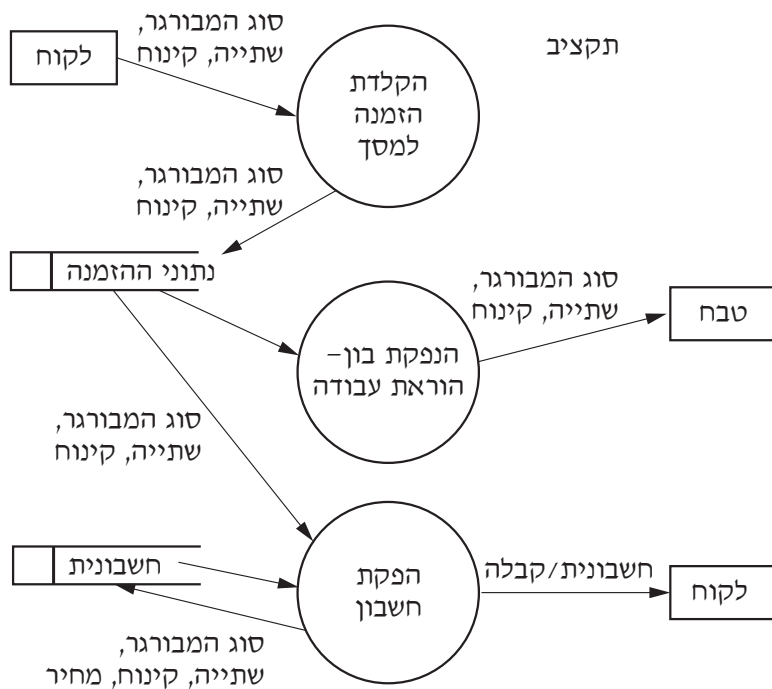 תקציב
סוג המבורגר,
שתייה, קינוח
לקוח
הקלדת
הזמנה
למסך
סוג המבורגר,
שתייה, קינוח
נתוני ההזמנה
סוג המבורגר,
שתייה, קינוח
טבח
הנפקת בון–
הוראת עבודה
סוג המבורגר,
שתייה, קינוח
חשבונית
הפקת
חשבון
חשבונית/קבלה
לקוח
סוג המבורגר,
שתייה, קינוח, מחיר